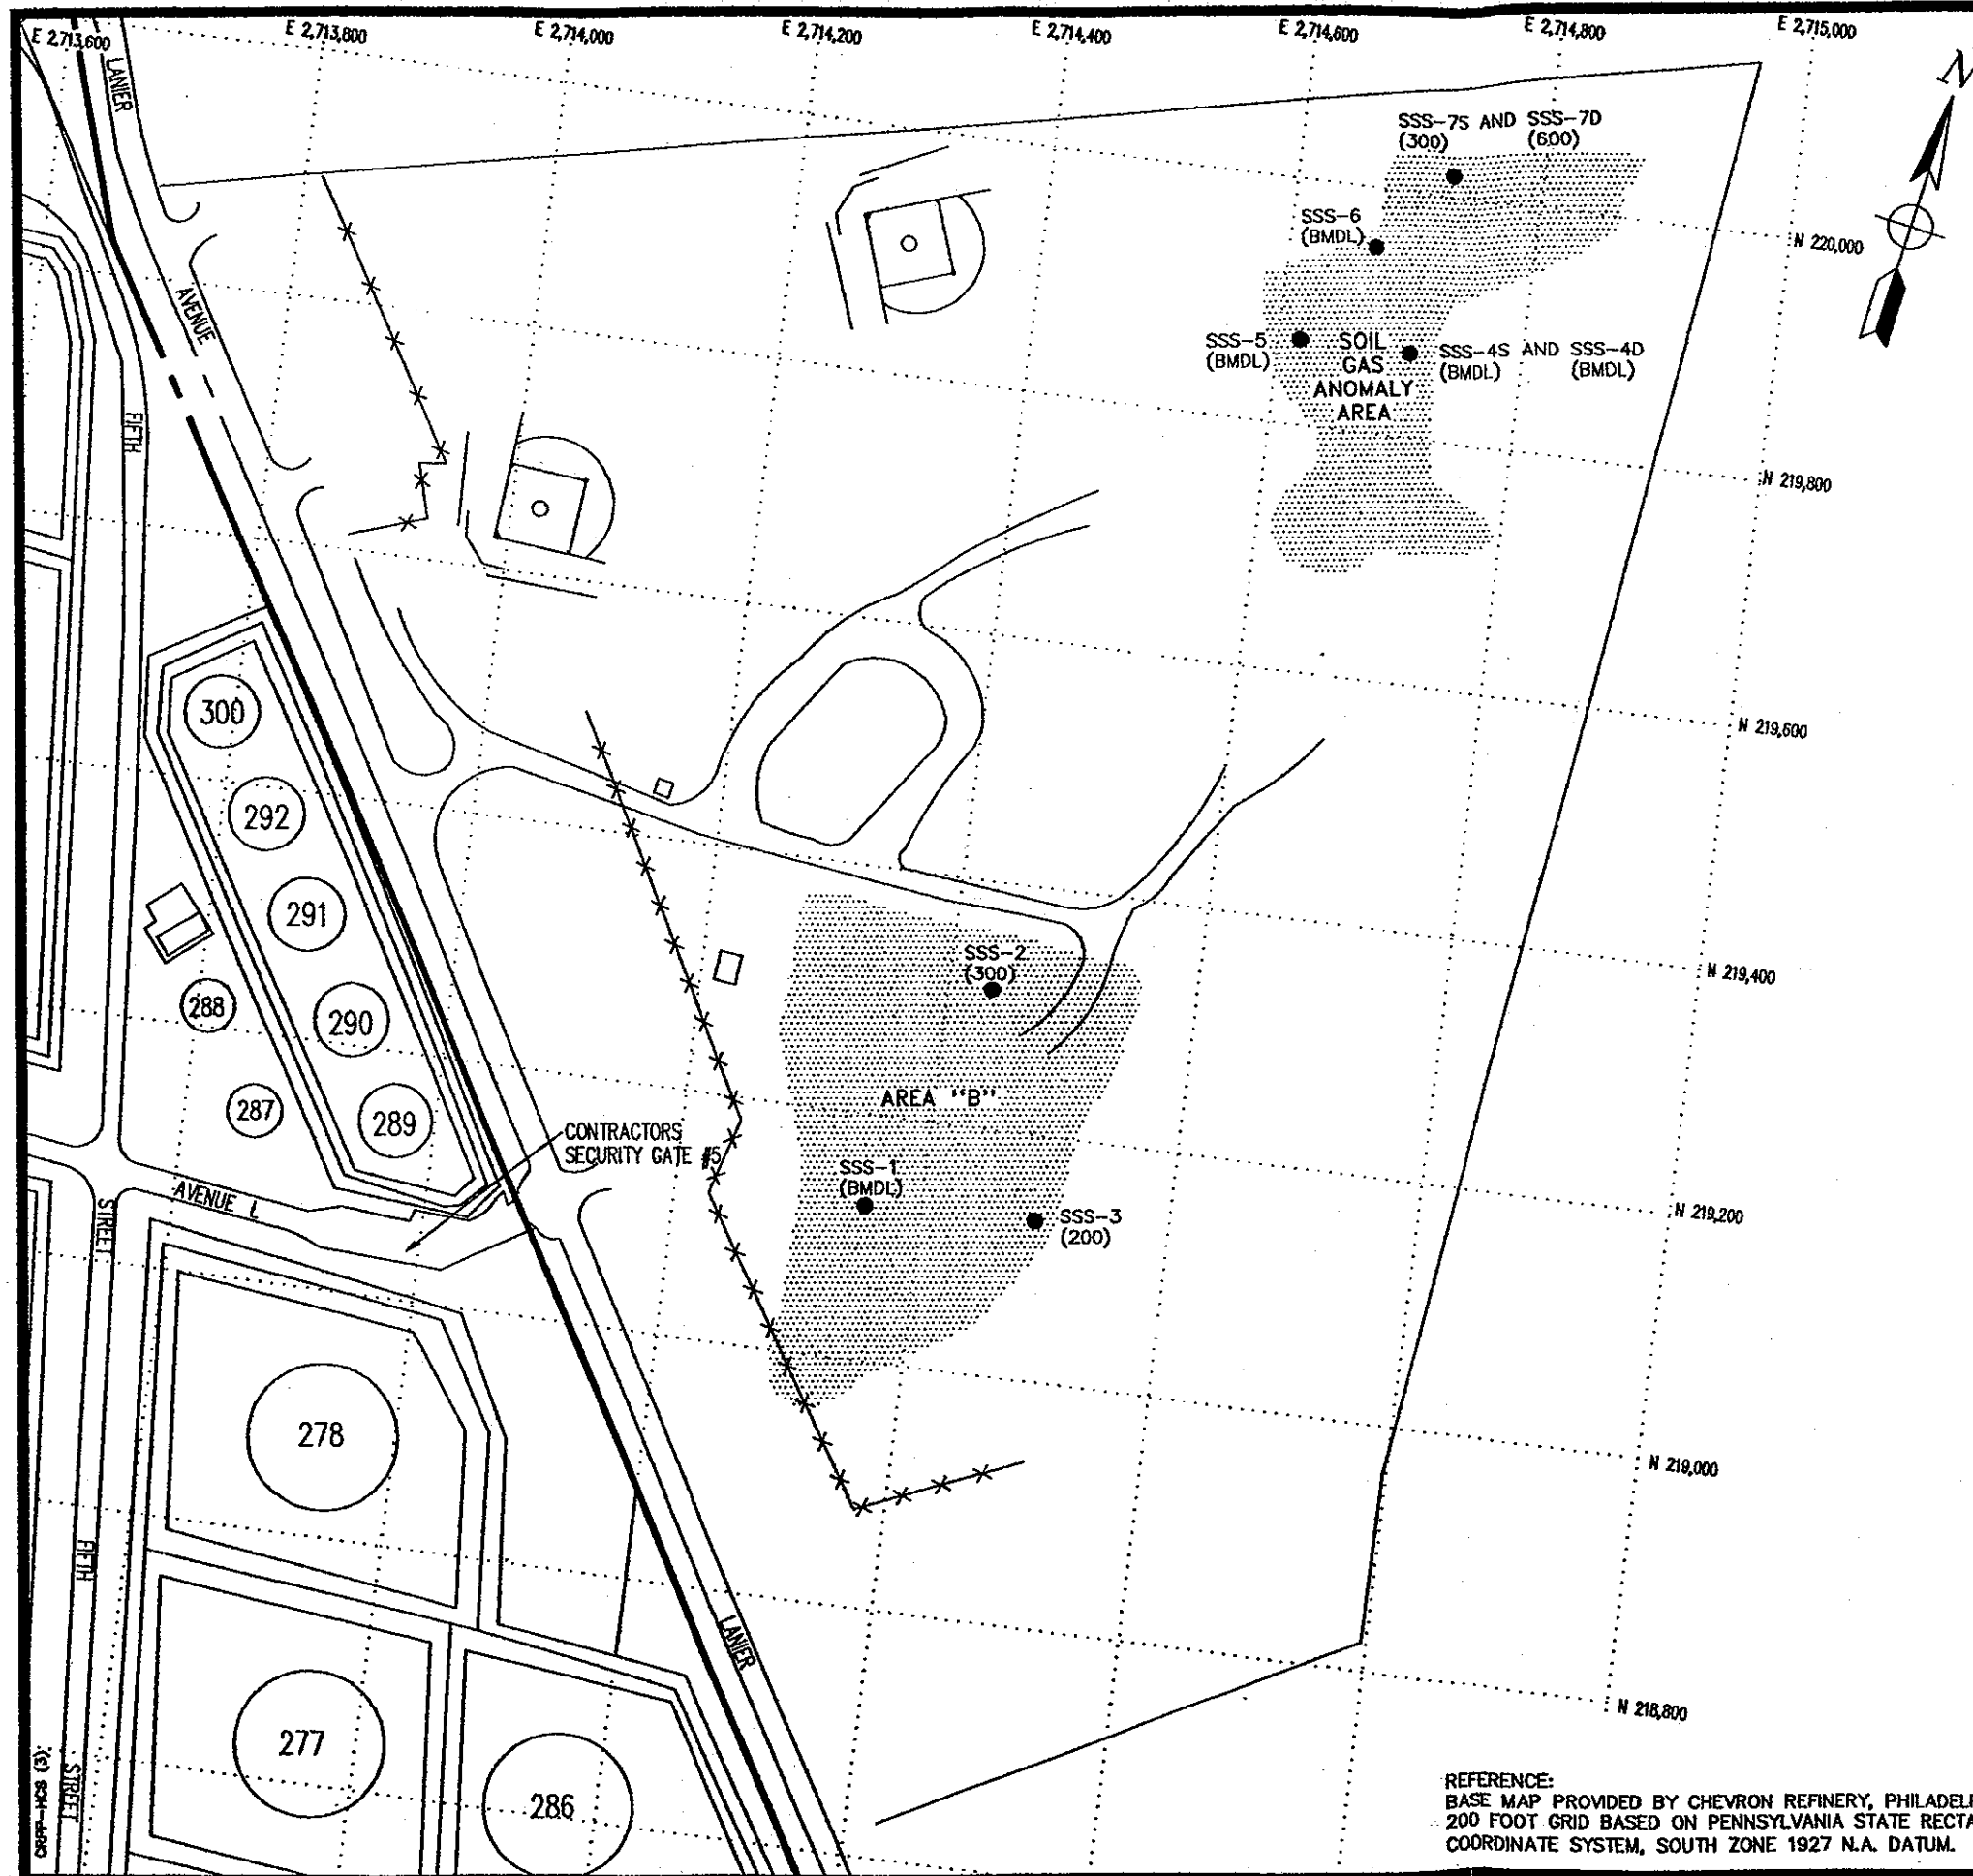 E 2,713,600
E 2,713,800
E 2,714,000
E 2,714,200
E 2,714,400
E 2,714,600
E 2,714,800
E 2,715,000
N
LANIER
AVENUE
FIFTH
SSS-7S AND SSS-7D
(300) (600)
SSS-6
(BMDL)
N 220,000
SSS-5
(BMDL)
SOIL
GAS
ANOMALY
AREA
SSS-4S AND SSS-4D
(BMDL) (BMDL)
N 219,800
N 219,600
300
292
291
290
289
288
287
SSS-2
(300)
N 219,400
AREA "B"
CONTRACTORS
SECURITY GATE #5
SSS-1
(BMDL)
SSS-3
(200)
N 219,200
AVENUE L
STREET
278
N 219,000
FIFTH
LANIER
N 218,800
277
286
STREET
REFERENCE:
BASE MAP PROVIDED BY CHEVRON REFINERY, PHILADEL
200 FOOT GRID BASED ON PENNSYLVANIA STATE RECTA
COORDINATE SYSTEM, SOUTH ZONE 1927 N.A. DATUM.